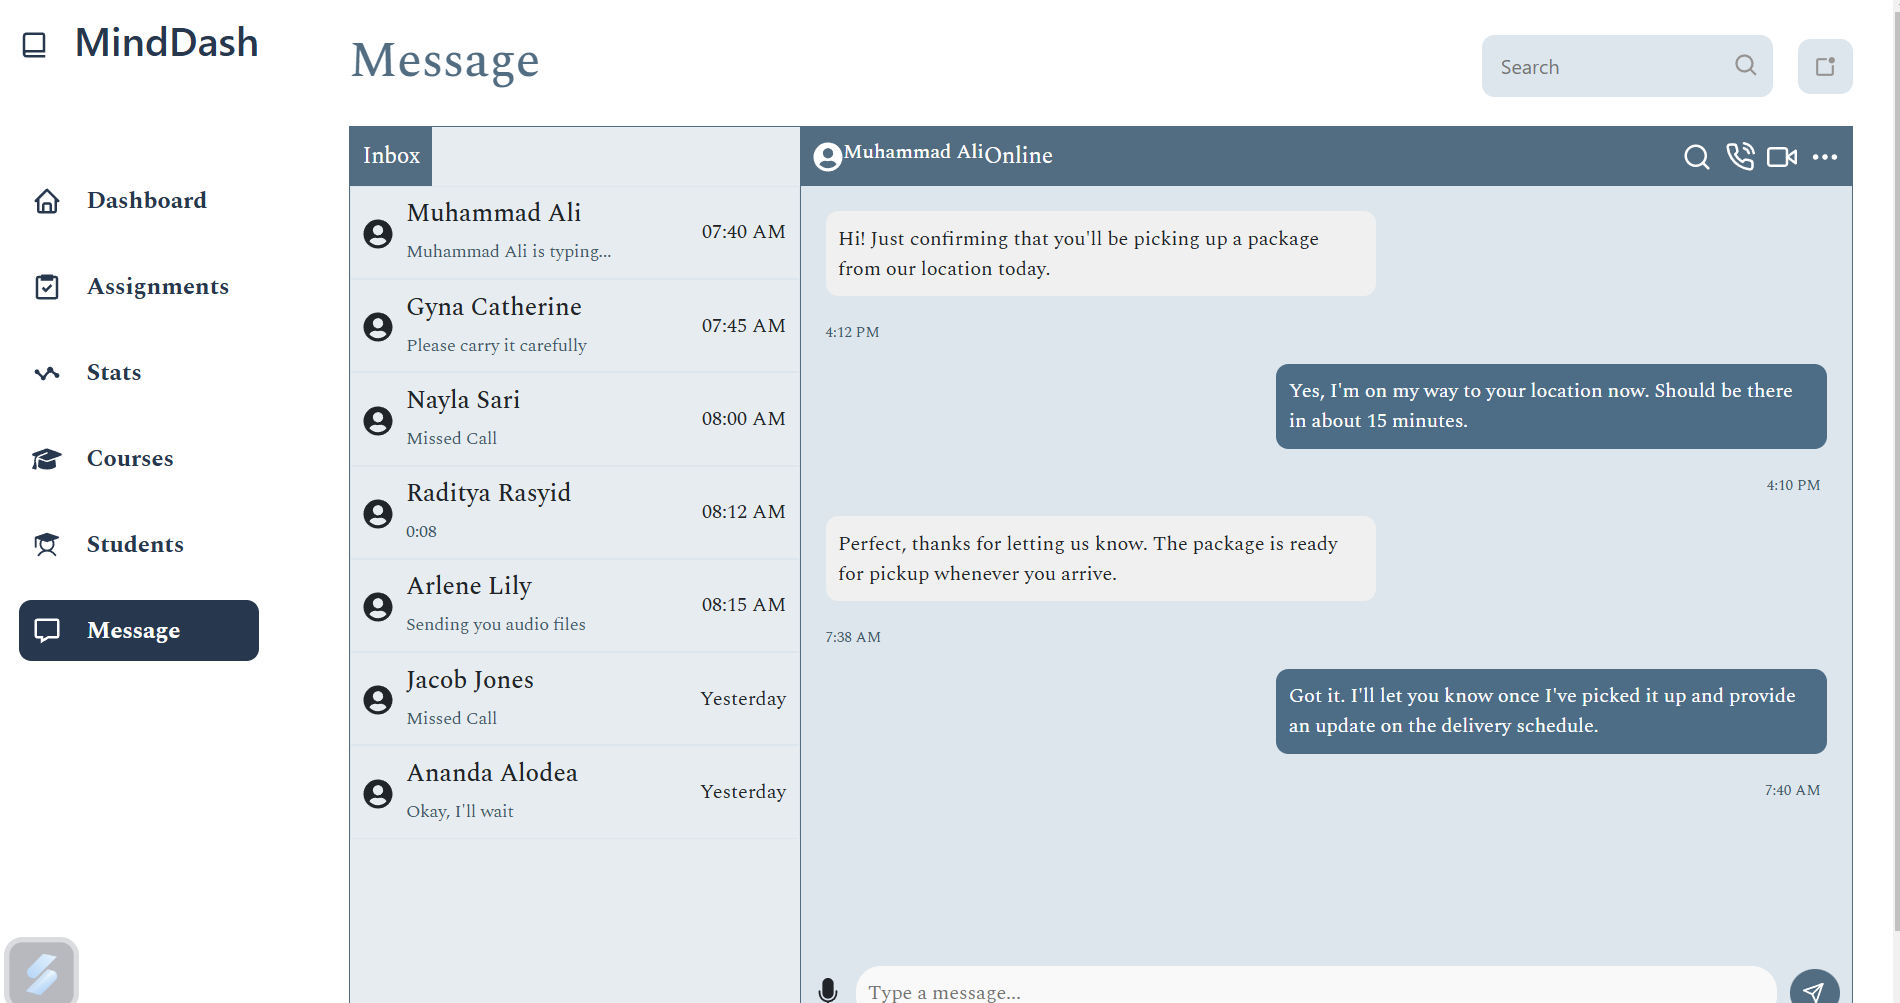 MindDash
Message
Search
Dashboard
Assignments
Stats
Courses
Students
Message
Inbox
Muhammad Ali
Muhammad Ali is typing...
07:40 AM
Gyna Catherine
Please carry it carefully
07:45 AM
Nayla Sari
Missed Call
08:00 AM
Raditya Rasyid
0:08
08:12 AM
Arlene Lily
Sending you audio files
08:15 AM
Jacob Jones
Missed Call
Yesterday
Ananda Alodea
Okay, I'll wait
Yesterday
Muhammad AliOnline
Hi! Just confirming that you'll be picking up a package
from our location today.
4:12 PM
Yes, I'm on my way to your location now. Should be there
in about 15 minutes.
4:10 PM
Perfect, thanks for letting us know. The package is ready
for pickup whenever you arrive.
7:38 AM
Got it. I'll let you know once I've picked it up and provide
an update on the delivery schedule.
7:40 AM
Type a message...